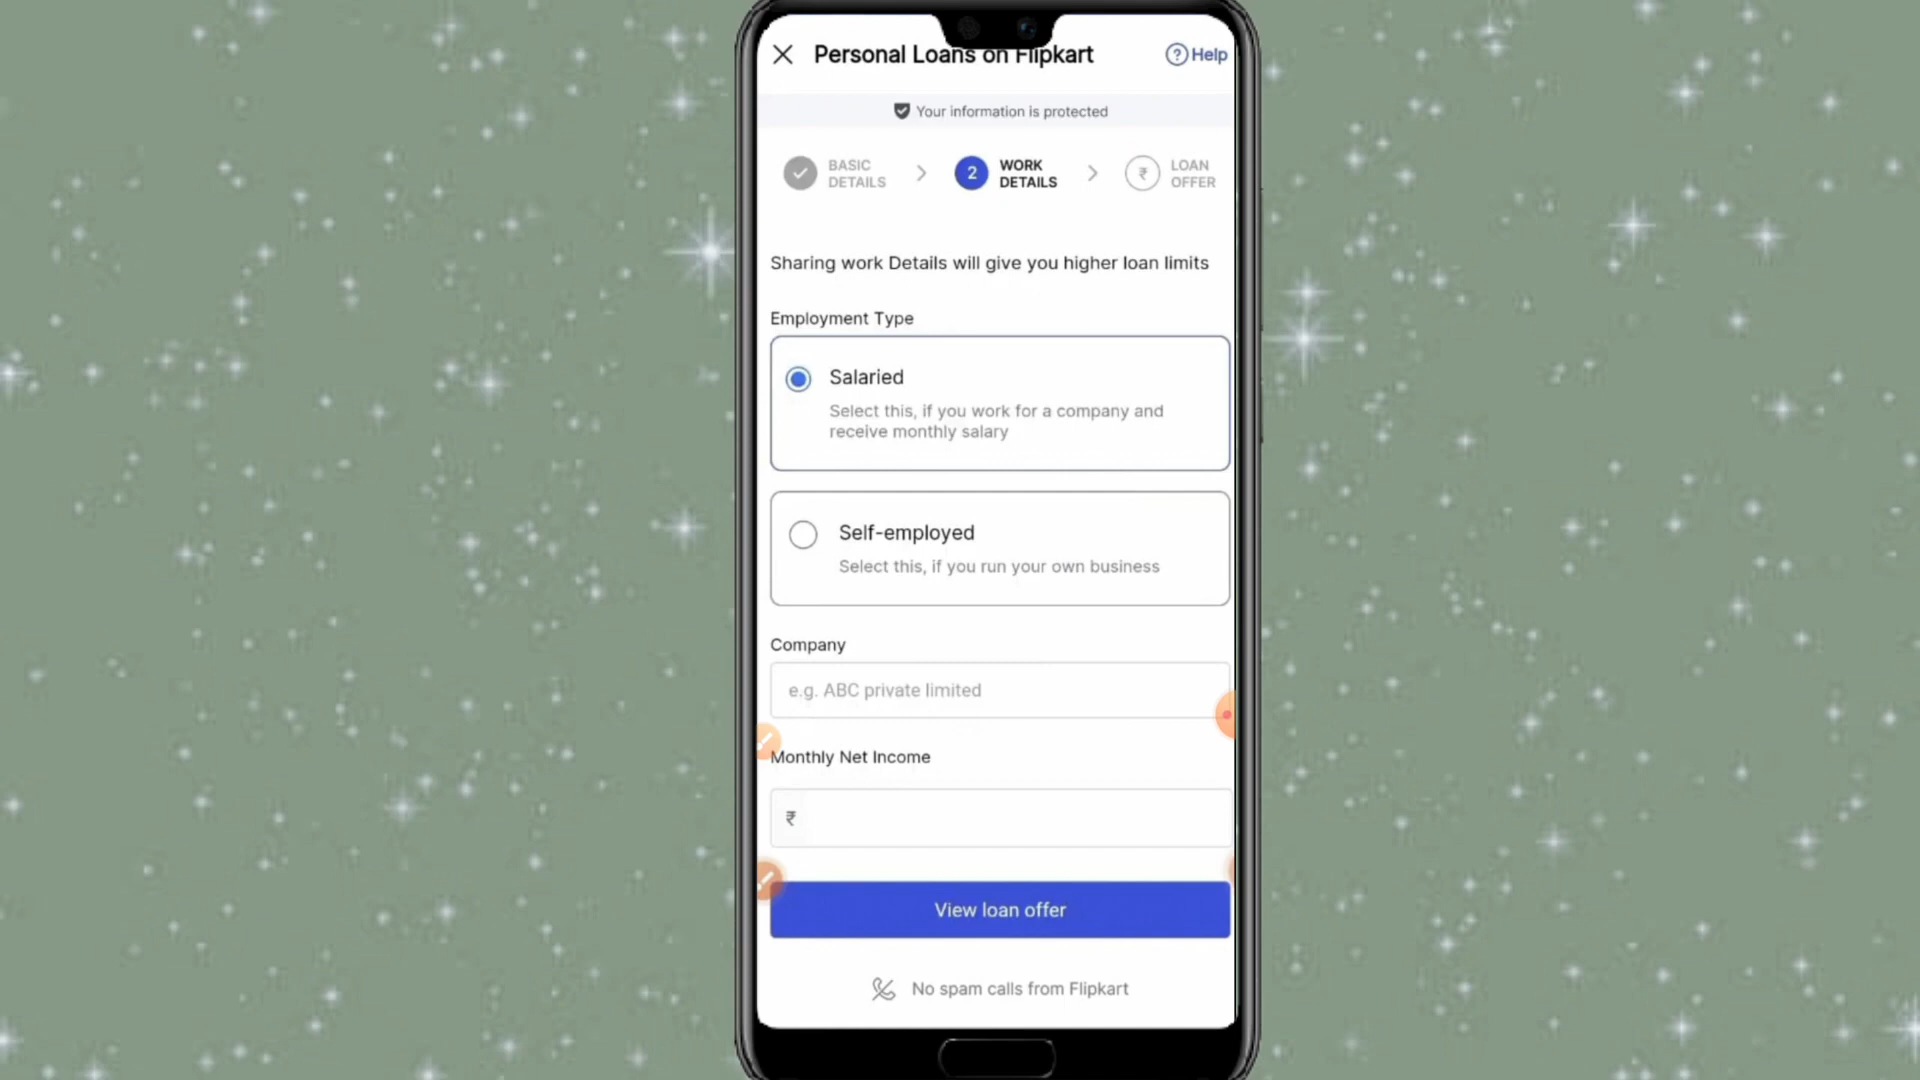 Personal Loans on Flipkart
? Help
Your information is protected
BASIC DETAILS
2 WORK DETAILS
₹ LOAN OFFER
Sharing work Details will give you higher loan limits
Employment Type
Salaried
Select this, if you work for a company and
receive monthly salary
Self-employed
Select this, if you run your own business
Company
e.g. ABC private limited
Monthly Net Income
₹
View loan offer
No spam calls from Flipkart